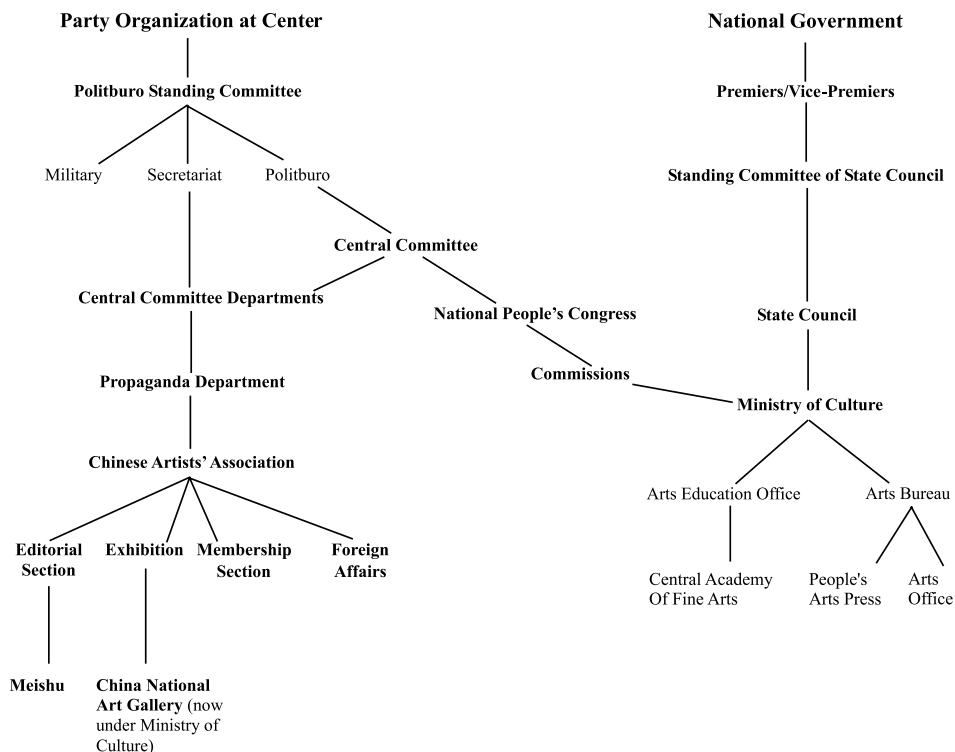 Party Organization at Center
National Government
Politburo Standing Committee
Premiers/Vice-Premiers
Military
Secretariat
Politburo
Standing Committee of State Council
Central Committee
Central Committee Departments
National People’s Congress
State Council
Propaganda Department
Commissions
Ministry of Culture
Chinese Artists’ Association
Arts Education Office
Arts Bureau
Editorial
Section
Exhibition
Membership
Section
Foreign
Affairs
Central Academy
Of Fine Arts
People's
Arts Press
Arts
Office
Meishu
China National
Art Gallery (now
under Ministry of
Culture)